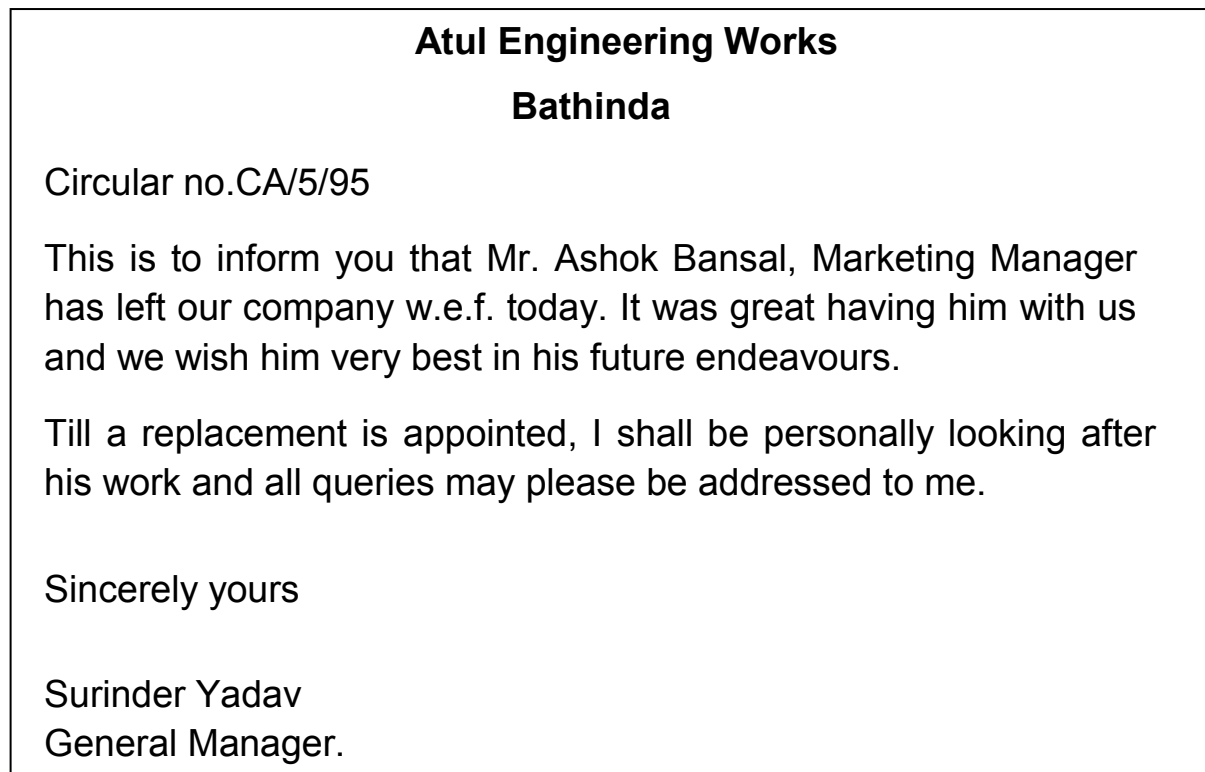 Atul Engineering Works
Bathinda
Circular no.CA/5/95
This is to inform you that Mr. Ashok Bansal, Marketing Manager
has left our company w.e.f. today. It was great having him with us
and we wish him very best in his future endeavours.
Till a replacement is appointed, I shall be personally looking after
his work and all queries may please be addressed to me.
Sincerely yours
Surinder Yadav
General Manager.